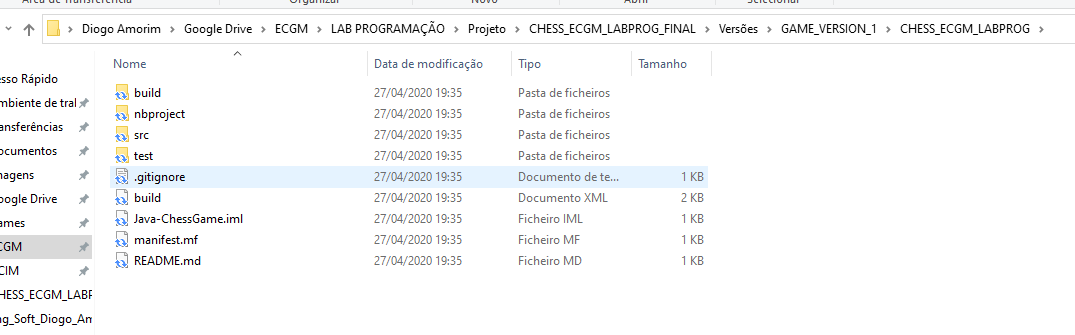 Área de Transferência Organizar Novo Abrir Selecionar
Diogo Amorim > Google Drive > ECGM > LAB PROGRAMAÇÃO > Projeto > CHESS_ECGM_LABPROG_FINAL > Versões > GAME_VERSION_1 > CHESS_ECGM_LABPROG >
Nome Data de modificação Tipo Tamanho
esso Rápido
build 27/04/2020 19:35 Pasta de ficheiros
mbiente de tral
nbproject 27/04/2020 19:35 Pasta de ficheiros
ansferências
src 27/04/2020 19:35 Pasta de ficheiros
ocumentos
test 27/04/2020 19:35 Pasta de ficheiros
nagens
.gitignore 27/04/2020 19:35 Documento de te... 1 KB
oogle Drive
build 27/04/2020 19:35 Documento XML 2 KB
ames
Java-ChessGame.iml 27/04/2020 19:35 Ficheiro IML 1 KB
CGM
manifest.mf 27/04/2020 19:35 Ficheiro MF 1 KB
CIM
README.md 27/04/2020 19:35 Ficheiro MD 1 KB
HESS_ECGM_LABF
ng_Soft_Diogo_An